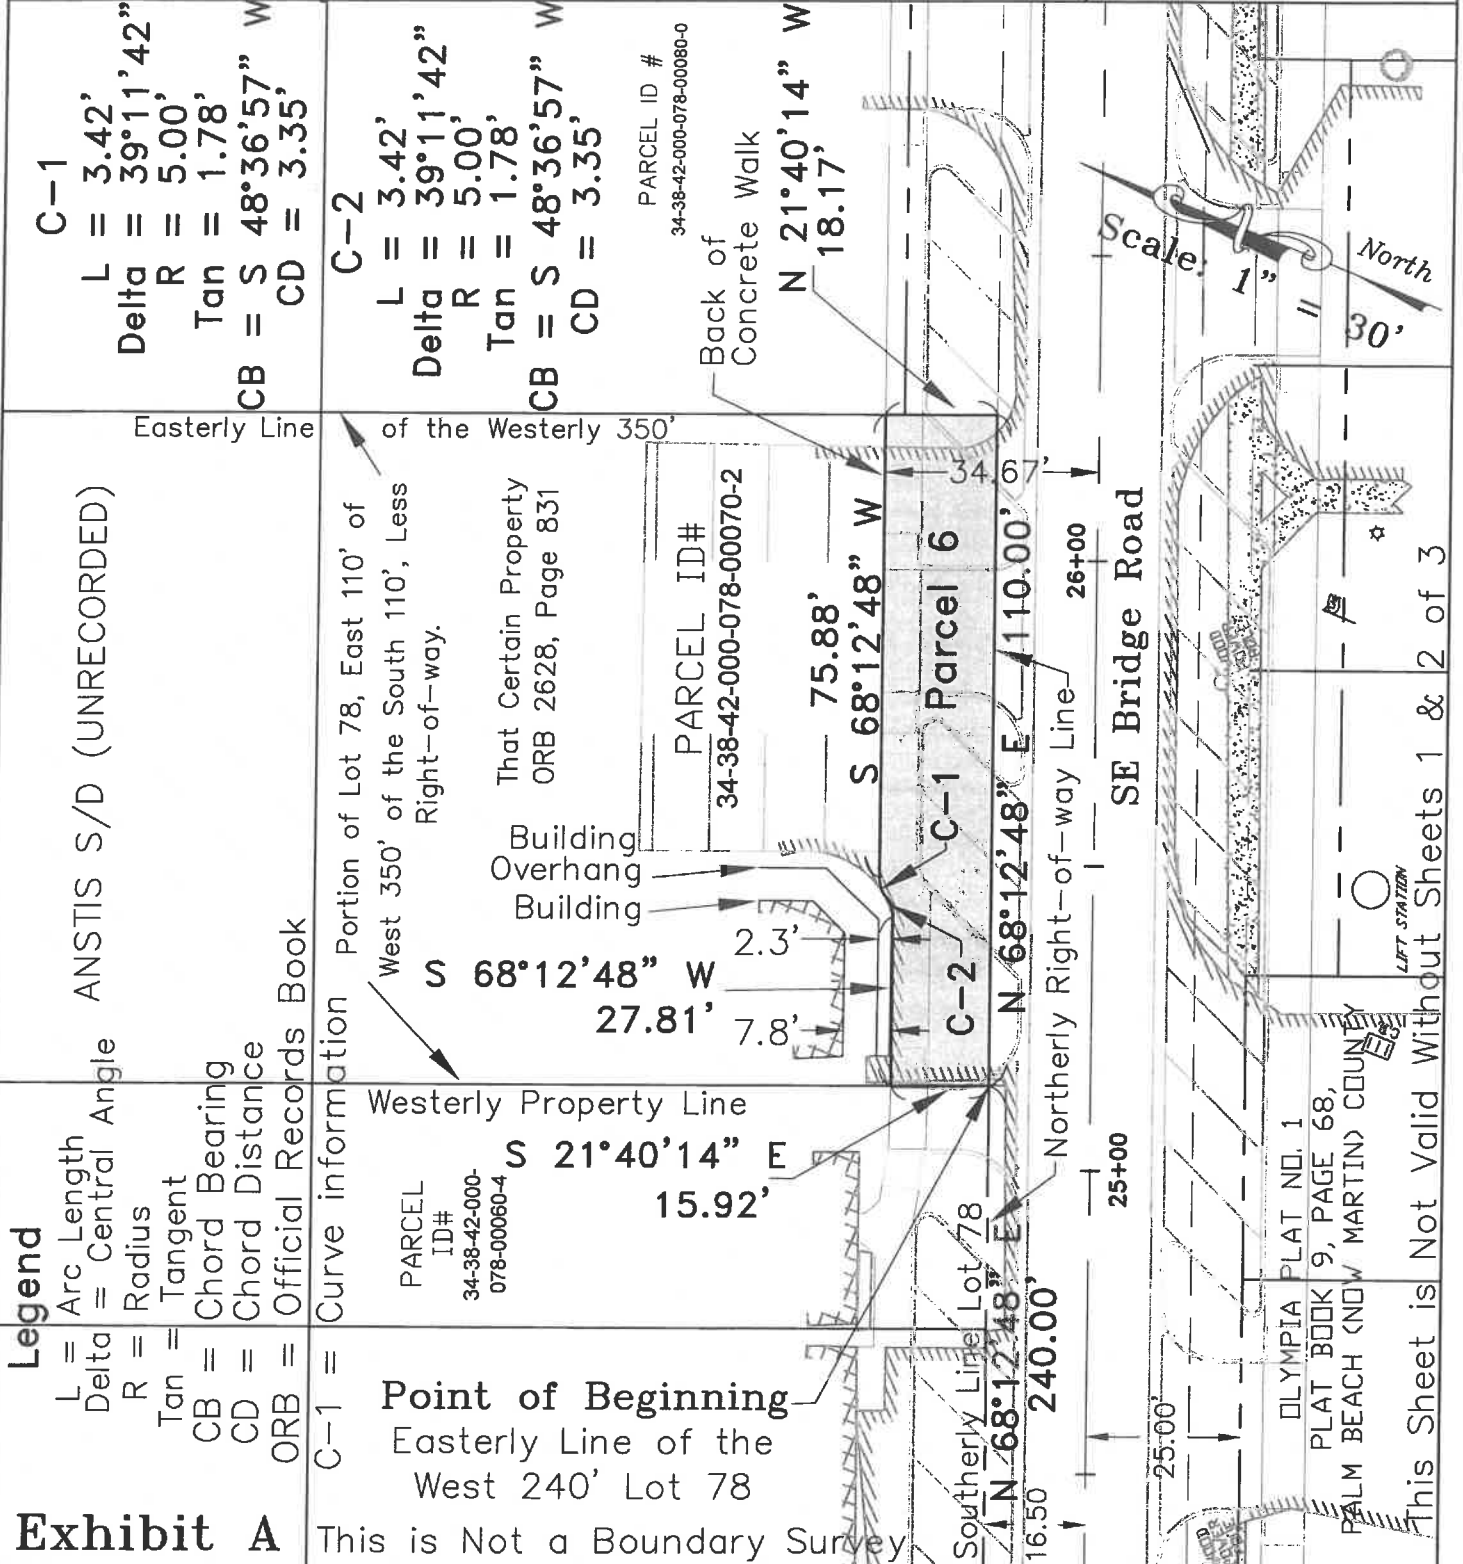 C-1
L = 3.42'
Delta = 39°11'42"
R = 5.00'
Tan = 1.78'
CB = S 48°36'57" W
CD = 3.35'
C-2
L = 3.42'
Delta = 39°11'42"
R = 5.00'
Tan = 1.78'
CB = S 48°36'57" W
CD = 3.35'
PARCEL ID #
34-38-42-000-078-00080-0
Back of
Concrete Walk
N 21°40'14" W
18.17'
Scale: 1" = 30'
North
Easterly Line of the Westerly 350'
ANSTIS S/D (UNRECORDED)
Portion of Lot 78, East 110' of
West 350' of the South 110', Less
Right-of-way.
That Certain Property
ORB 2628, Page 831
PARCEL ID#
34-38-42-000-078-00070-2
75.88'
S 68°12'48" W
34.67'
C-1 Parcel 6
C-2
N 68°12'48" E 110.00'
Northerly Right-of-way Line
26+00
SE Bridge Road
Building
Overhang
Building
2.3'
S 68°12'48" W
27.81'
7.8'
LIFT STATION
Westerly Property Line
S 21°40'14" E
15.92'
PARCEL
ID#
34-38-42-000-
078-00060-4
25+00
Legend
L = Arc Length
Delta = Central Angle
R = Radius
Tan = Tangent
CB = Chord Bearing
CD = Chord Distance
ORB = Official Records Book
C-1 = Curve information
Point of Beginning
Easterly Line of the
West 240' Lot 78
Southerly Line Lot 78
N 68°12'48" E
240.00'
16.50
25.00'
OLYMPIA PLAT NO. 1
PLAT BOOK 9, PAGE 68,
PALM BEACH (NOW MARTIN) COUNTY
This Sheet is Not Valid Without Sheets 1 & 2 of 3
Exhibit A
This is Not a Boundary Survey